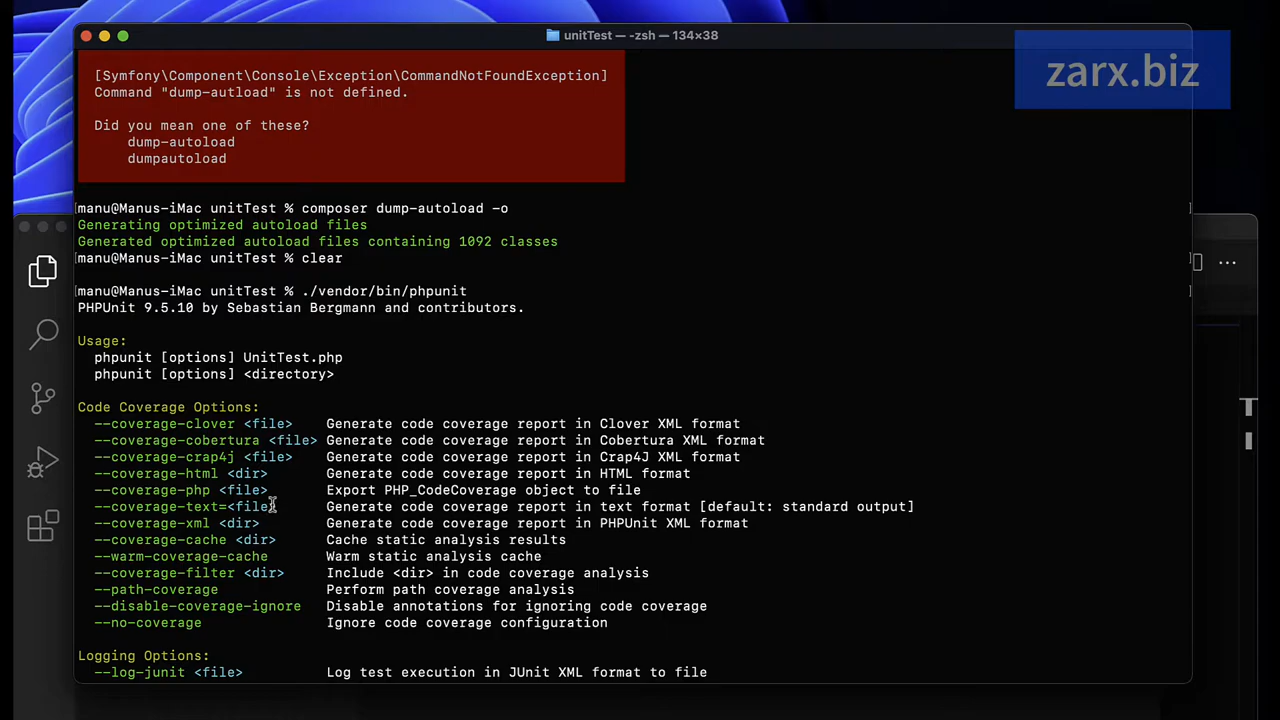 unitTest — -zsh — 134×38
zarx.biz
[Symfony\Component\Console\Exception\CommandNotFoundException]
Command "dump-autload" is not defined.
Did you mean one of these?
dump-autoload
dumpautoload
[manu@Manus-iMac unitTest % composer dump-autoload -o ]
Generating optimized autoload files
Generated optimized autoload files containing 1092 classes
[manu@Manus-iMac unitTest % clear ]
[manu@Manus-iMac unitTest % ./vendor/bin/phpunit ]
PHPUnit 9.5.10 by Sebastian Bergmann and contributors.
Usage:
phpunit [options] UnitTest.php
phpunit [options] <directory>
Code Coverage Options:
--coverage-clover <file> Generate code coverage report in Clover XML format
--coverage-cobertura <file> Generate code coverage report in Cobertura XML format
--coverage-crap4j <file> Generate code coverage report in Crap4J XML format
--coverage-html <dir> Generate code coverage report in HTML format
--coverage-php <file> Export PHP_CodeCoverage object to file
--coverage-text=<file> Generate code coverage report in text format [default: standard output]
--coverage-xml <dir> Generate code coverage report in PHPUnit XML format
--coverage-cache <dir> Cache static analysis results
--warm-coverage-cache Warm static analysis cache
--coverage-filter <dir> Include <dir> in code coverage analysis
--path-coverage Perform path coverage analysis
--disable-coverage-ignore Disable annotations for ignoring code coverage
--no-coverage Ignore code coverage configuration
Logging Options:
--log-junit <file> Log test execution in JUnit XML format to file